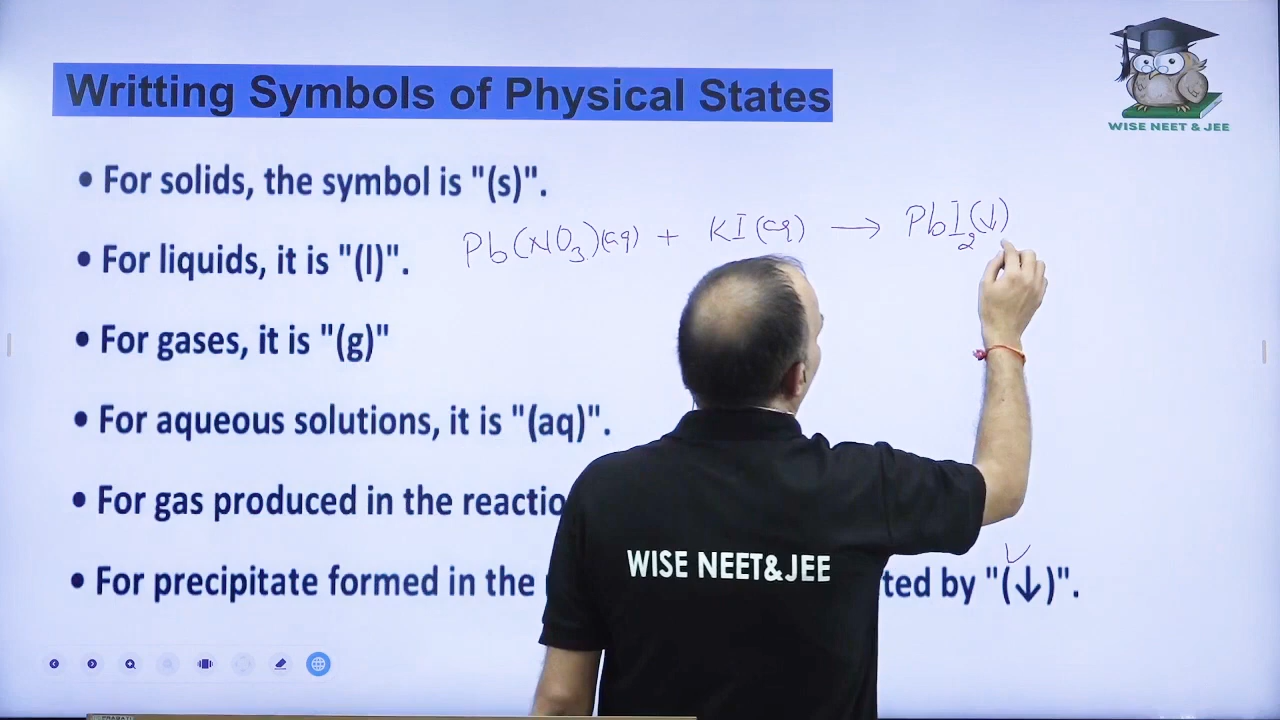 Writting Symbols of Physical States
WISE NEET & JEE
• For solids, the symbol is "(s)".
Pb(NO3)(aq) + KI(aq) → PbI2(↓)
• For liquids, it is "(l)".
• For gases, it is "(g)"
• For aqueous solutions, it is "(aq)".
• For gas produced in the reactio
• For precipitate formed in the ted by "(↓)".
WISE NEET&JEE